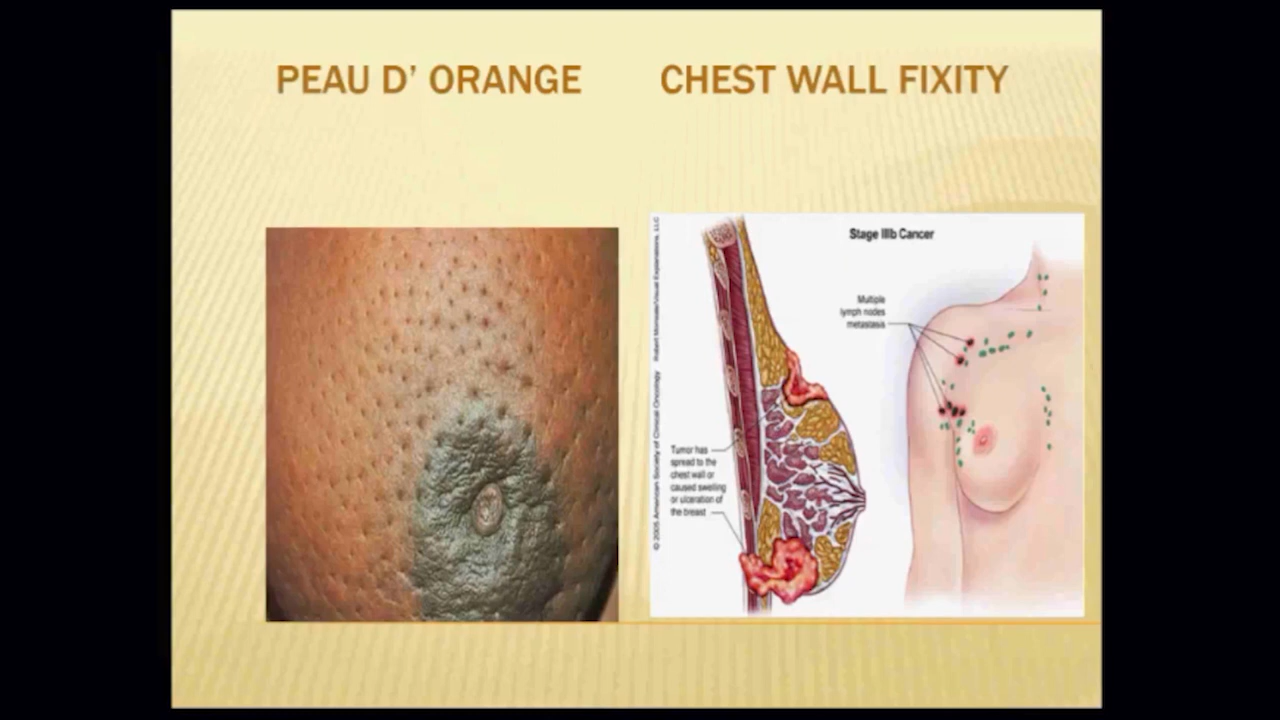 PEAU D’ ORANGE
CHEST WALL FIXITY
© 2005 American Society of Clinical Oncology Robert Morreale/Visual Explanations, LLC
Stage IIIb Cancer
Multiple
lymph nodes
metastasis
Tumor has
spread to the
chest wall or
caused swelling
or ulceration of
the breast